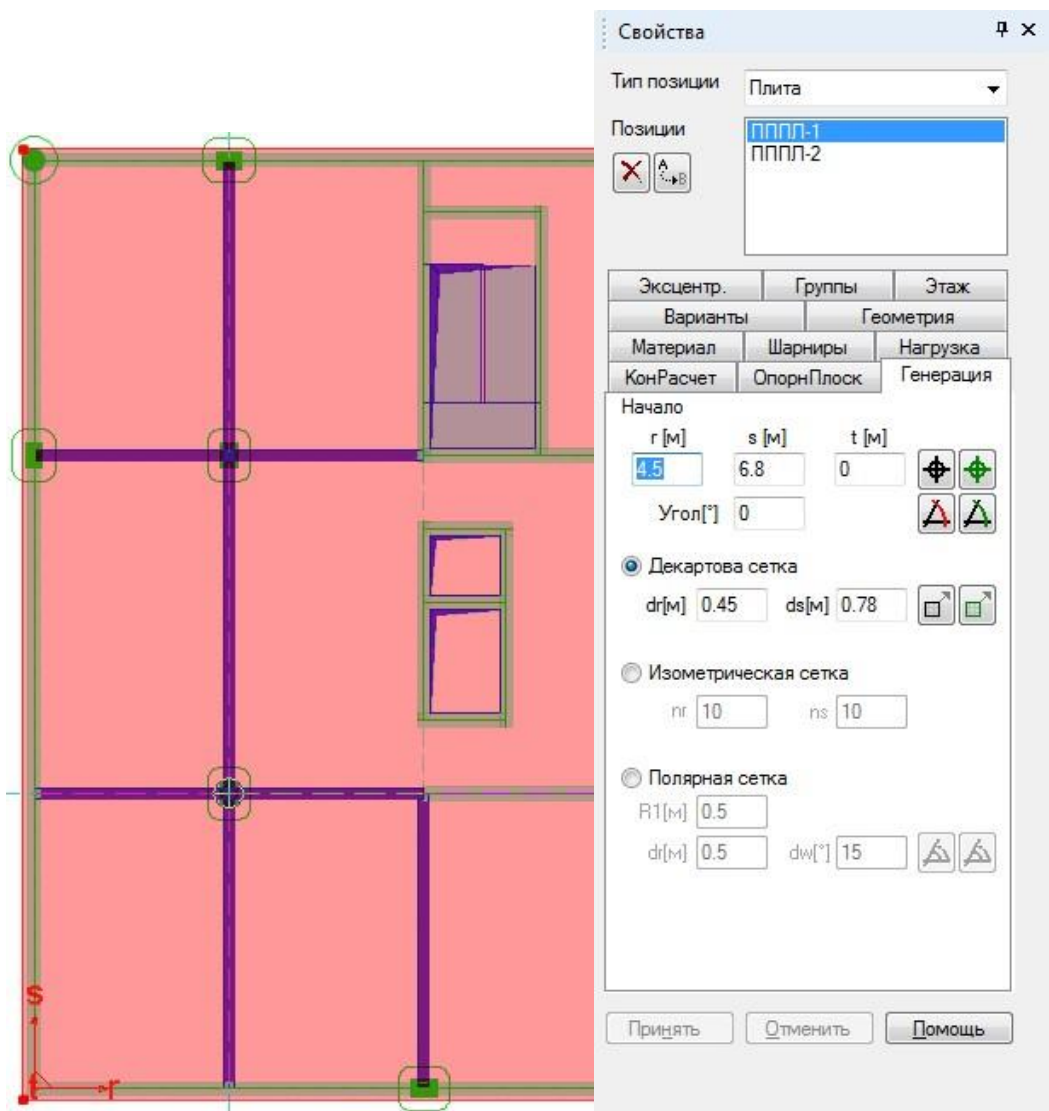 Свойства
Тип позиции Плита
Позиции ПППЛ-1
ПППЛ-2
A B
Эксцентр. Группы Этаж
Варианты Геометрия
Материал Шарниры Нагрузка
КонРасчет ОпорнПлоск Генерация
Начало
r [м] s [м] t [м]
4.5 6.8 0
Угол[°] 0
Декартова сетка
dr[м] 0.45 ds[м] 0.78
Изометрическая сетка
nr 10 ns 10
Полярная сетка
R1[м] 0.5
dr[м] 0.5 dw[°] 15
s
t r
Принять Отменить Помощь